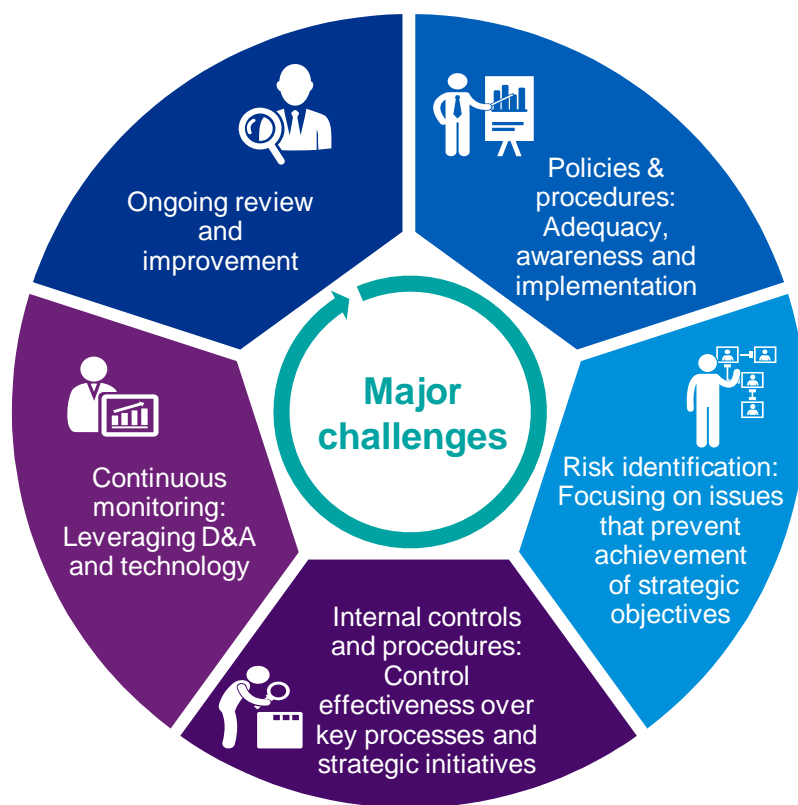 Major
challenges
Policies &
procedures:
Adequacy,
awareness and
implementation
Risk identification:
Focusing on issues
that prevent
achievement
of strategic
objectives
Internal controls
and procedures:
Control
effectiveness over
key processes and
strategic initiatives
Continuous
monitoring:
Leveraging D&A
and technology
Ongoing review
and
improvement